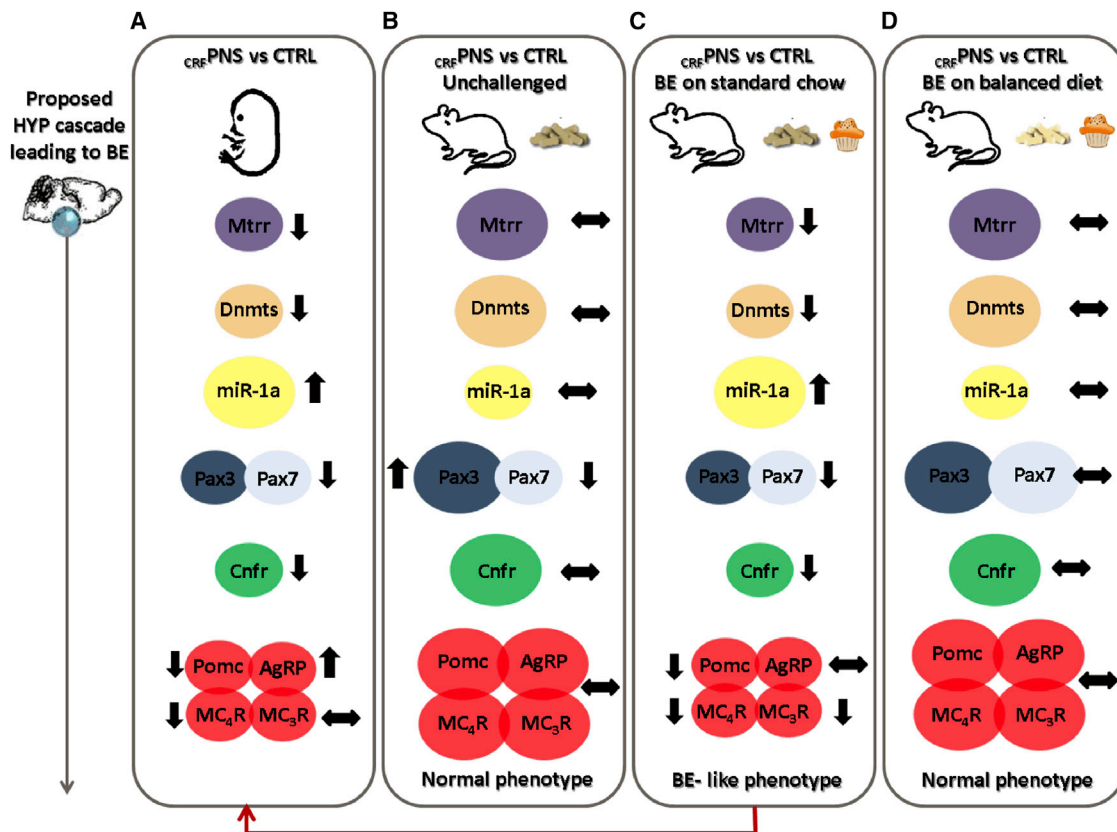 A
B
C
D
Proposed
HYP cascade
leading to BE
CRFPNS vs CTRL
Mtrr
Dnmts
miR-1a
Pax3 Pax7
Cnfr
Pomc AgRP
MC4R MC3R
CRFPNS vs CTRL
Unchallenged
Mtrr
Dnmts
miR-1a
Pax3 Pax7
Cnfr
Pomc AgRP
MC4R MC3R
Normal phenotype
CRFPNS vs CTRL
BE on standard chow
Mtrr
Dnmts
miR-1a
Pax3 Pax7
Cnfr
Pomc AgRP
MC4R MC3R
BE- like phenotype
CRFPNS vs CTRL
BE on balanced diet
Mtrr
Dnmts
miR-1a
Pax3 Pax7
Cnfr
Pomc AgRP
MC4R MC3R
Normal phenotype